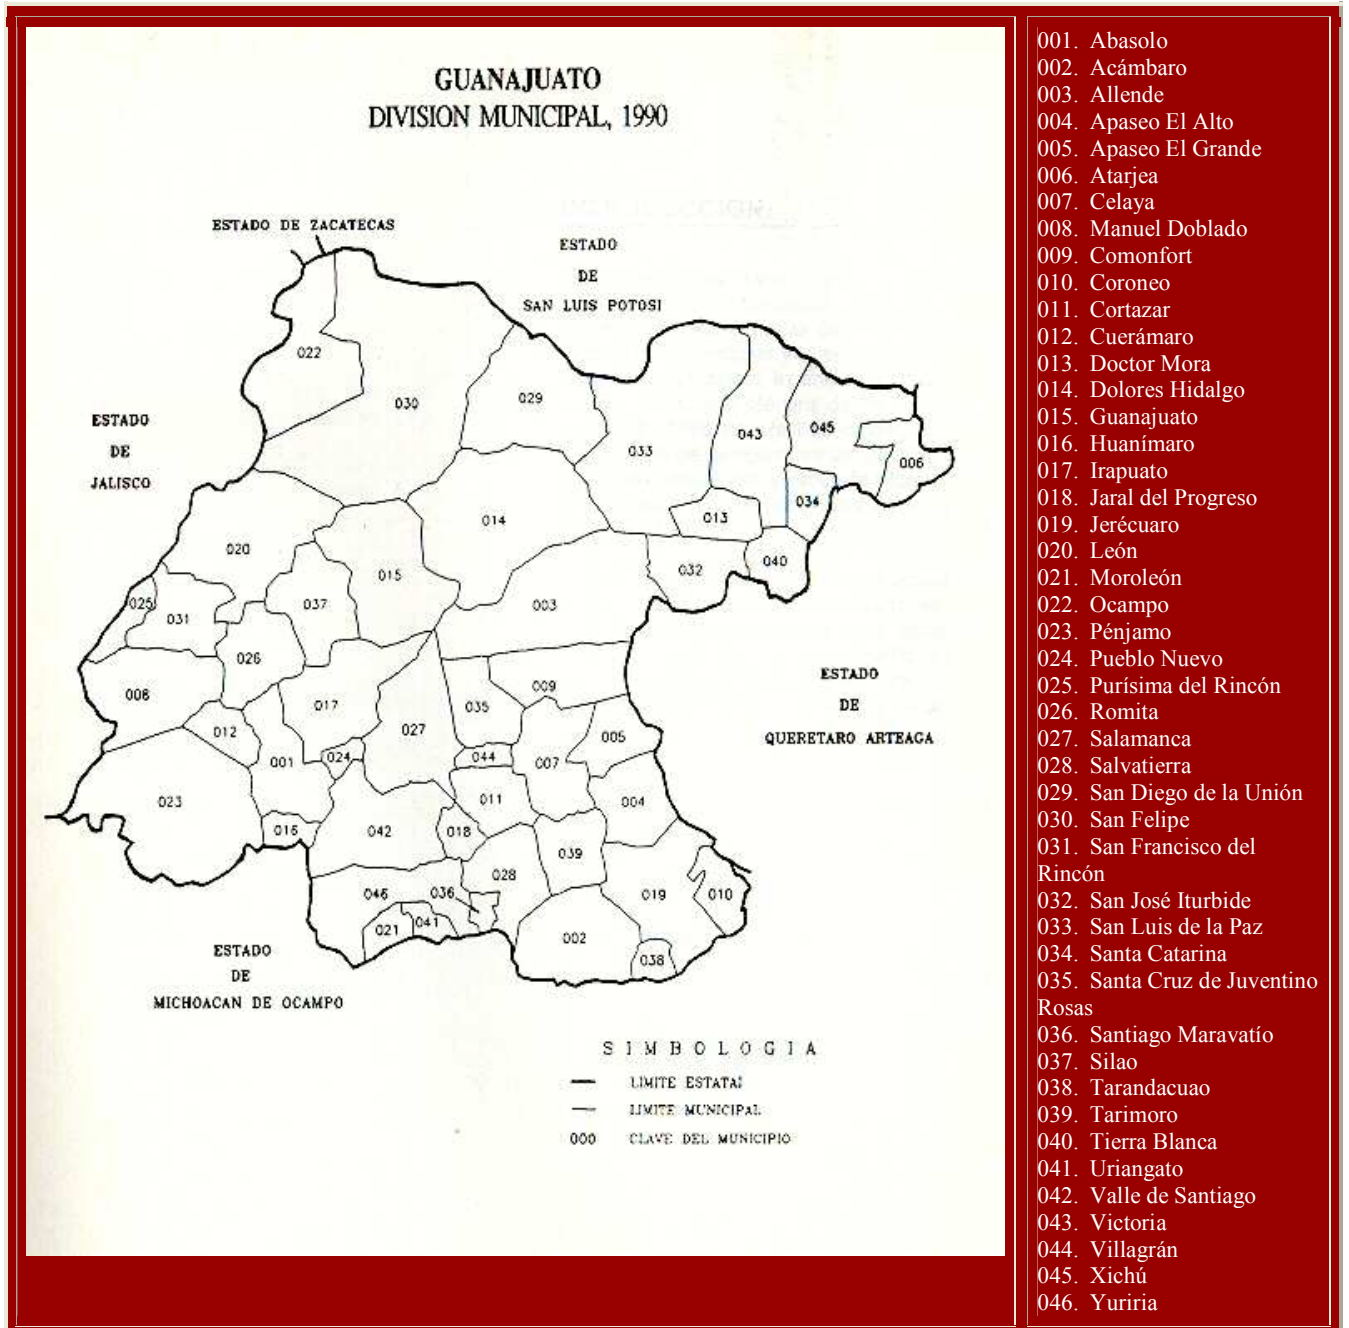 GUANAJUATO
DIVISION MUNICIPAL, 1990
ESTADO DE ZACATECAS
ESTADO
DE
SAN LUIS POTOSI
ESTADO
DE
JALISCO
ESTADO
DE
QUERETARO ARTEAGA
ESTADO
DE
MICHOACAN DE OCAMPO
022
030
029
033
043
045
006
034
013
014
020
015
032
040
037
003
025
031
026
008
009
035
017
027
005
012
001
024
044
007
023
011
004
016
042
018
039
028
046
036
019
010
021
041
002
038
SIMBOLOGIA
LIMITE ESTATAL
LIMITE MUNICIPAL
000 CLAVE DEL MUNICIPIO
001. Abasolo
002. Acámbaro
003. Allende
004. Apaseo El Alto
005. Apaseo El Grande
006. Atarjea
007. Celaya
008. Manuel Doblado
009. Comonfort
010. Coroneo
011. Cortazar
012. Cuerámaro
013. Doctor Mora
014. Dolores Hidalgo
015. Guanajuato
016. Huanímaro
017. Irapuato
018. Jaral del Progreso
019. Jerécuaro
020. León
021. Moroleón
022. Ocampo
023. Pénjamo
024. Pueblo Nuevo
025. Purísima del Rincón
026. Romita
027. Salamanca
028. Salvatierra
029. San Diego de la Unión
030. San Felipe
031. San Francisco del
Rincón
032. San José Iturbide
033. San Luis de la Paz
034. Santa Catarina
035. Santa Cruz de Juventino
Rosas
036. Santiago Maravatío
037. Silao
038. Tarandacuao
039. Tarimoro
040. Tierra Blanca
041. Uriangato
042. Valle de Santiago
043. Victoria
044. Villagrán
045. Xichú
046. Yuriria